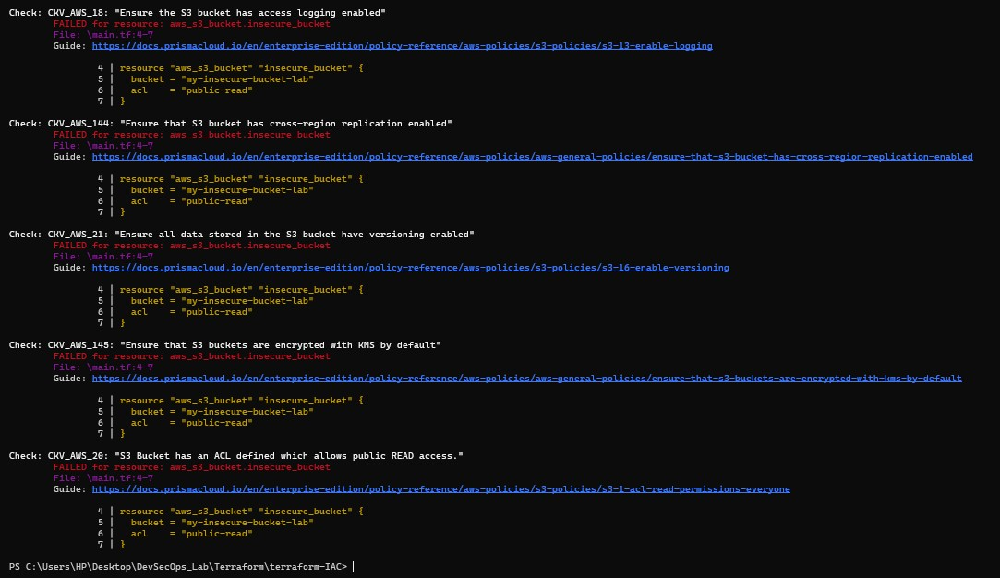 Check: CKV_AWS_18: "Ensure the S3 bucket has access logging enabled"
FAILED for resource: aws_s3_bucket.insecure_bucket
File: \main.tf:4-7
Guide: https://docs.prismacloud.io/en/enterprise-edition/policy-reference/aws-policies/s3-policies/s3-13-enable-logging
4 | resource "aws_s3_bucket" "insecure_bucket" {
5 |   bucket = "my-insecure-bucket-lab"
6 |   acl    = "public-read"
7 | }
Check: CKV_AWS_144: "Ensure that S3 bucket has cross-region replication enabled"
FAILED for resource: aws_s3_bucket.insecure_bucket
File: \main.tf:4-7
Guide: https://docs.prismacloud.io/en/enterprise-edition/policy-reference/aws-policies/aws-general-policies/ensure-that-s3-bucket-has-cross-region-replication-enabled
4 | resource "aws_s3_bucket" "insecure_bucket" {
5 |   bucket = "my-insecure-bucket-lab"
6 |   acl    = "public-read"
7 | }
Check: CKV_AWS_21: "Ensure all data stored in the S3 bucket have versioning enabled"
FAILED for resource: aws_s3_bucket.insecure_bucket
File: \main.tf:4-7
Guide: https://docs.prismacloud.io/en/enterprise-edition/policy-reference/aws-policies/s3-policies/s3-16-enable-versioning
4 | resource "aws_s3_bucket" "insecure_bucket" {
5 |   bucket = "my-insecure-bucket-lab"
6 |   acl    = "public-read"
7 | }
Check: CKV_AWS_145: "Ensure that S3 buckets are encrypted with KMS by default"
FAILED for resource: aws_s3_bucket.insecure_bucket
File: \main.tf:4-7
Guide: https://docs.prismacloud.io/en/enterprise-edition/policy-reference/aws-policies/aws-general-policies/ensure-that-s3-buckets-are-encrypted-with-kms-by-default
4 | resource "aws_s3_bucket" "insecure_bucket" {
5 |   bucket = "my-insecure-bucket-lab"
6 |   acl    = "public-read"
7 | }
Check: CKV_AWS_20: "S3 Bucket has an ACL defined which allows public READ access."
FAILED for resource: aws_s3_bucket.insecure_bucket
File: \main.tf:4-7
Guide: https://docs.prismacloud.io/en/enterprise-edition/policy-reference/aws-policies/s3-policies/s3-1-acl-read-permissions-everyone
4 | resource "aws_s3_bucket" "insecure_bucket" {
5 |   bucket = "my-insecure-bucket-lab"
6 |   acl    = "public-read"
7 | }
PS C:\Users\HP\Desktop\DevSecOps_Lab\Terraform\terraform-IAC>